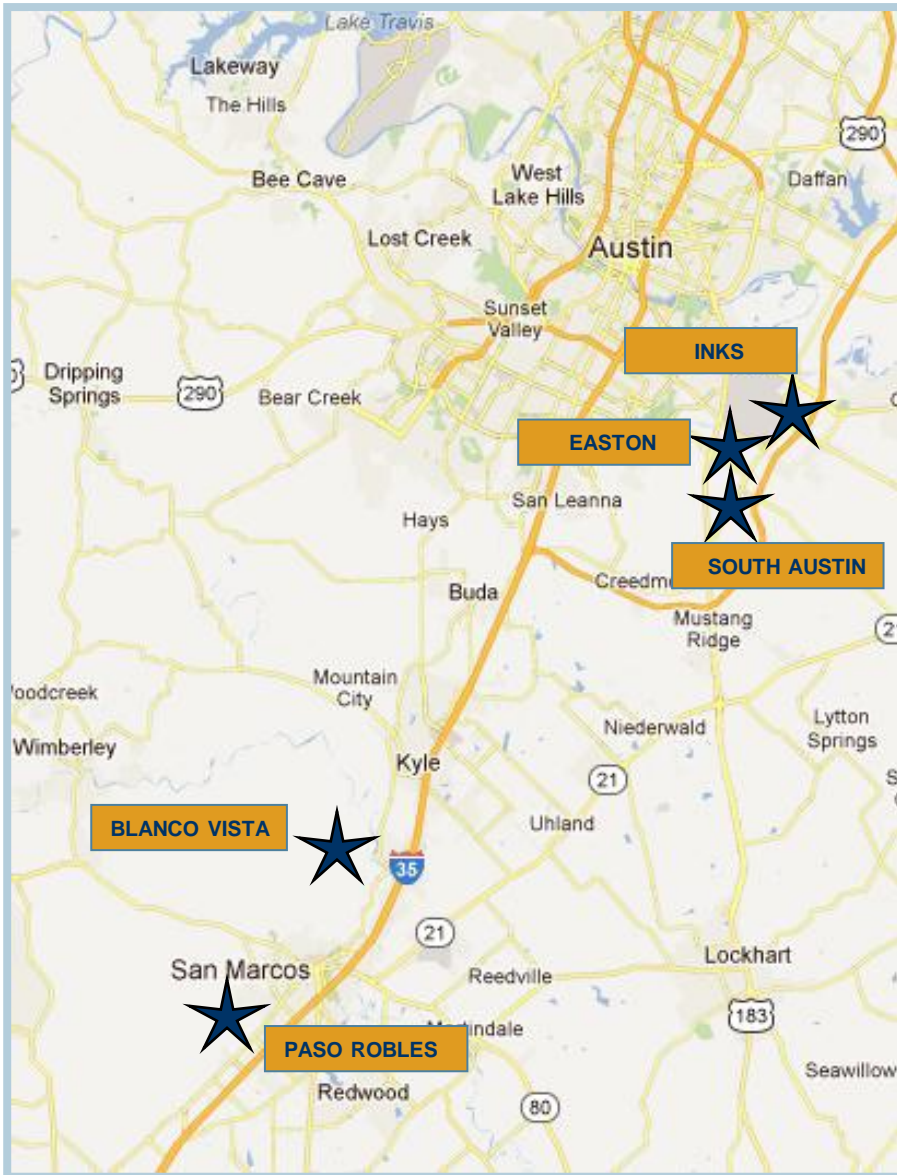 Lake Travis
Lakeway
The Hills
290
Bee Cave
West
Lake Hills
Daffan
Lost Creek
Austin
Sunset
Valley
INKS
Dripping
Springs
290
Bear Creek
EASTON
San Leanna
Hays
SOUTH AUSTIN
Buda
Mustang
Ridge
Mountain
City
Niederwald
Lytton
Springs
Wimberley
Kyle
21
BLANCO VISTA
Uhland
35
21
San Marcos
Reedville
Lockhart
183
PASO ROBLES
Redwood
Seawillow
80